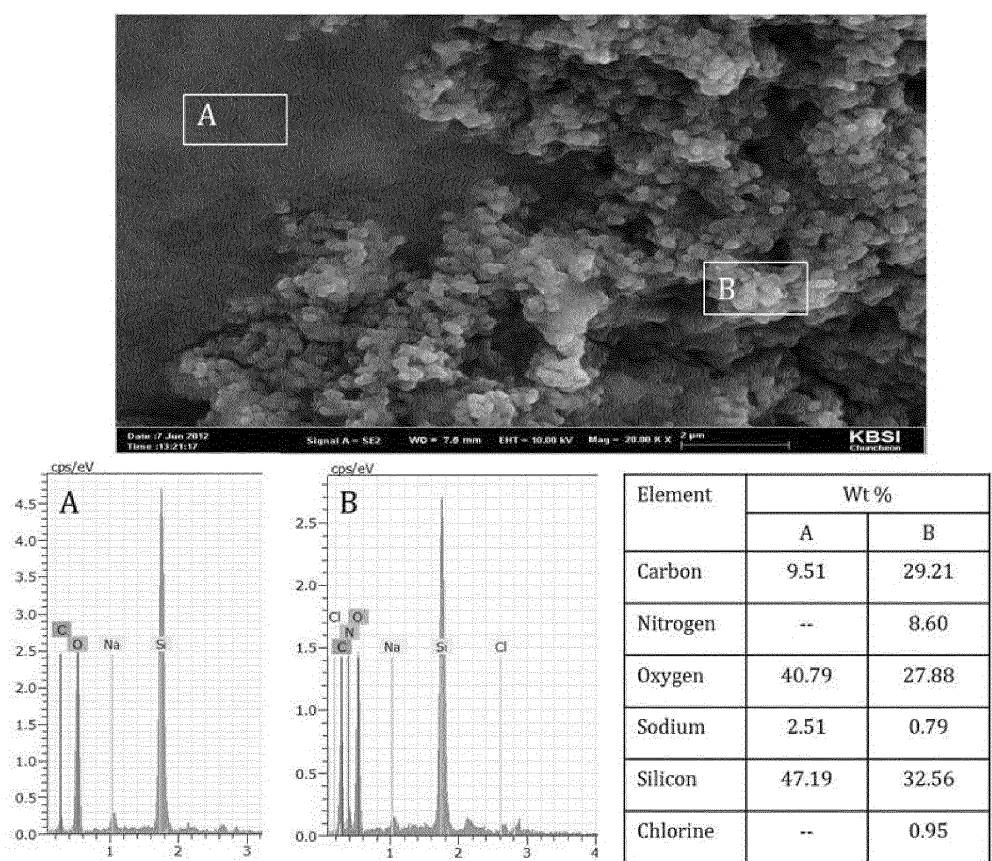 A
B
Date :7 Jun 2012
Time :13:21:17
Signal A = SE2
WD = 7.6 mm
EHT = 10.00 kV
Mag = 20.00 K X
2 µm
KBSI
Chuncheon
cps/eV
A
4.5
4.0
3.5
3.0
2.5
2.0
1.5
1.0
0.5
0.0
C
O
Na
Si
1
2
3
cps/eV
B
2.5
2.0
1.5
1.0
0.5
0.0
Cl
O
N
C
Na
Si
Cl
1
2
3
4
Element Wt %
A B
Carbon 9.51 29.21
Nitrogen -- 8.60
Oxygen 40.79 27.88
Sodium 2.51 0.79
Silicon 47.19 32.56
Chlorine -- 0.95